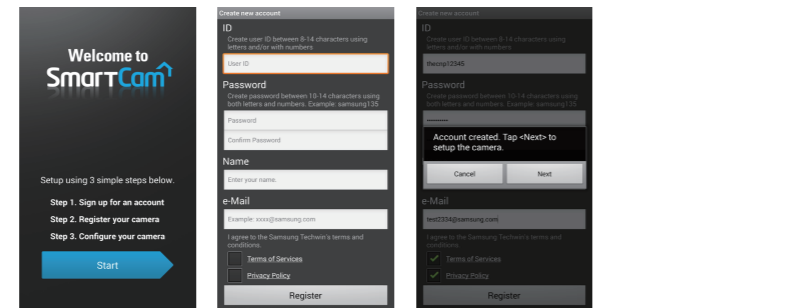 Welcome to
SmartCam
Setup using 3 simple steps below.
Step 1. Sign up for an account
Step 2. Register your camera
Step 3. Configure your camera
Start
Create new account
ID
Create user ID between 8-14 characters using
letters and/or with numbers
User ID
Password
Create password between 10-14 characters using
both letters and numbers. Example: samsung135
Password
Confirm Password
Name
Enter your name.
e-Mail
Example: xxxx@samsung.com
I agree to the Samsung Techwin's terms and
conditions.
Terms of Services
Privacy Policy
Register
Create new account
ID
Create user ID between 8-14 characters using
letters and/or with numbers
thecnp12345
Password
Create password between 10-14 characters using
both letters and numbers. Example: samsung135
----------
Account created. Tap <Next> to
setup the camera.
Cancel Next
e-Mail
test2334@samsung.com
I agree to the Samsung Techwin's terms and
conditions.
Terms of Services
Privacy Policy
Register